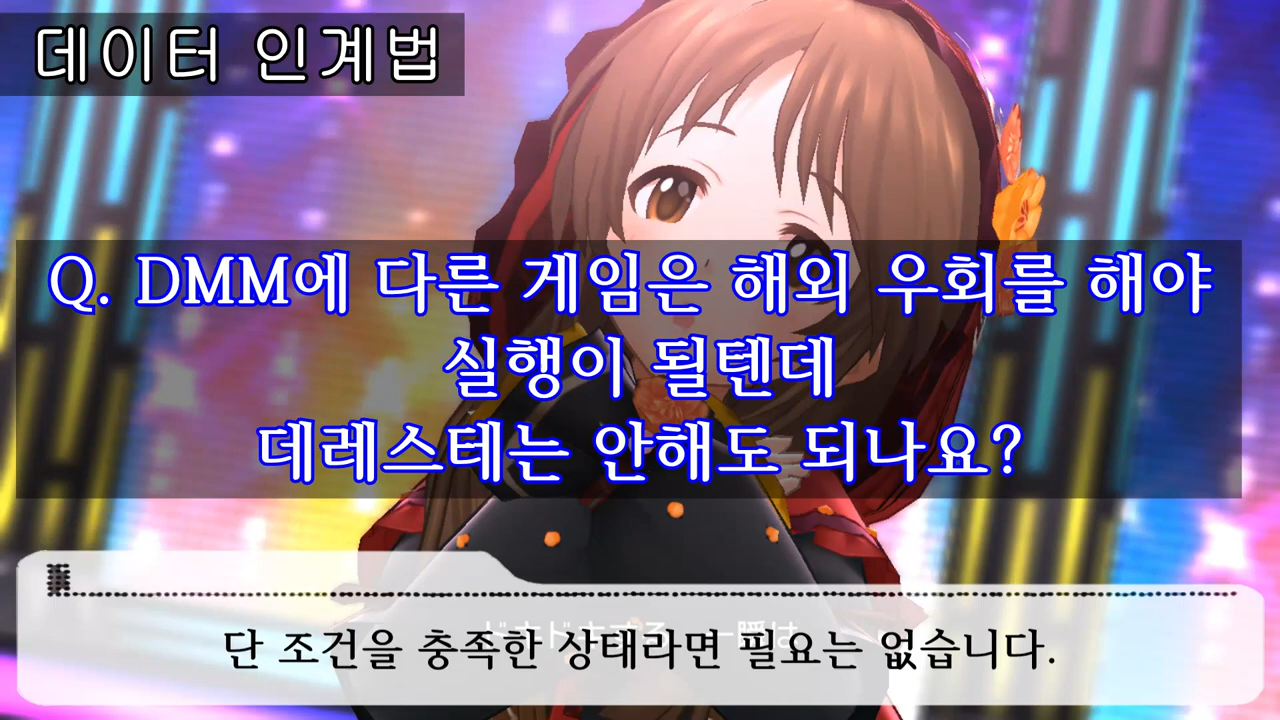 데이터 인계법
Q. DMM에 다른 게임은 해외 우회를 해야
실행이 될텐데
데레스테는 안해도 되나요?
단 조건을 충족한 상태라면 필요는 없습니다.